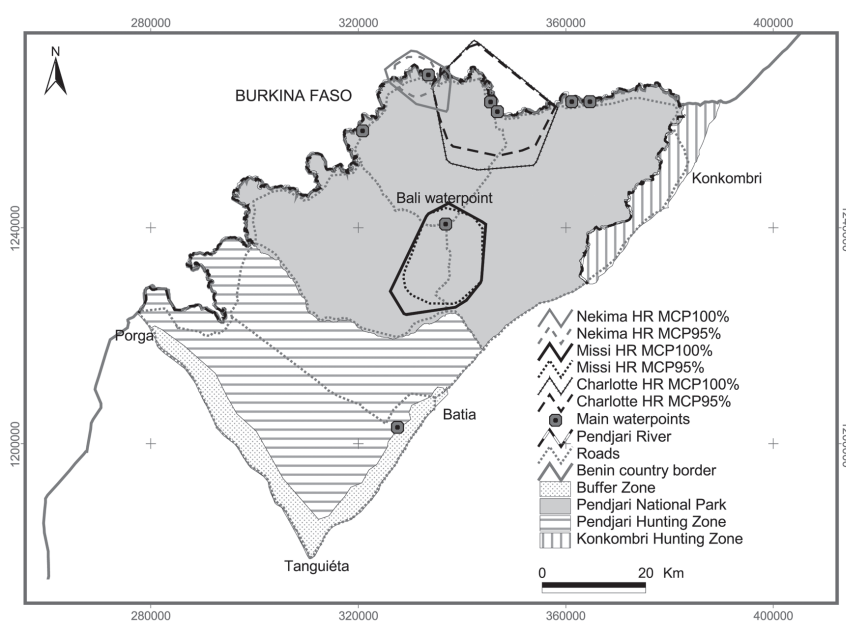 280000 320000 360000 400000
N
BURKINA FASO
Konkombri
Bali waterpoint
1240000
1240000
Porga
Batia
Tanguiéta
1200000
1200000
Nekima HR MCP100%
Nekima HR MCP95%
Missi HR MCP100%
Missi HR MCP95%
Charlotte HR MCP100%
Charlotte HR MCP95%
Main waterpoints
Pendjari River
Roads
Benin country border
Buffer Zone
Pendjari National Park
Pendjari Hunting Zone
Konkombri Hunting Zone
0 20 Km
280000 320000 360000 400000